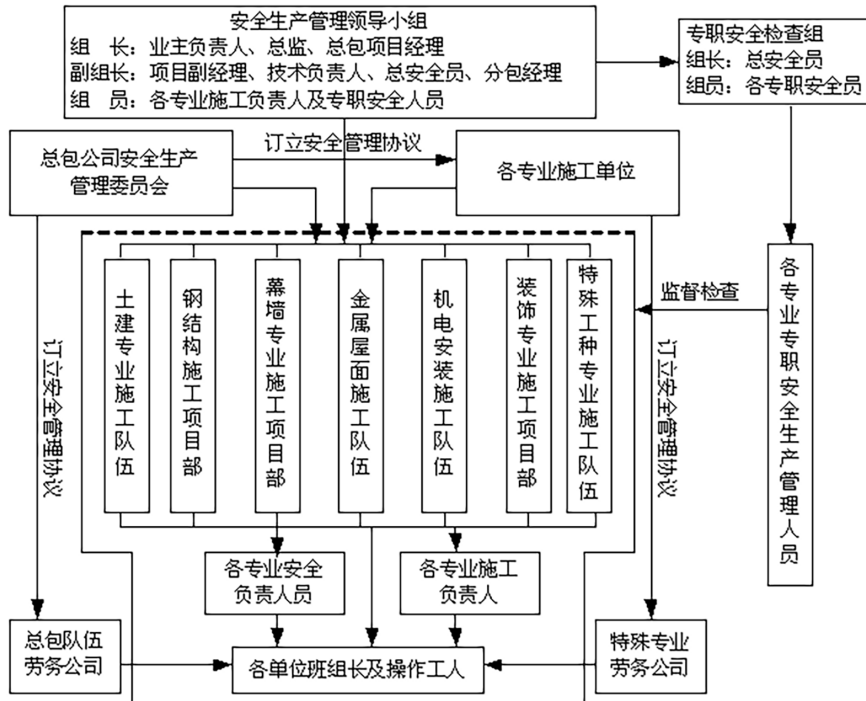 安全生产管理领导小组
组　长：业主负责人、总监、总包项目经理
副组长：项目副经理、技术负责人、总安全员、分包经理
组　员：各专业施工负责人及专职安全人员
专职安全检查组
组长：总安全员
组员：各专职安全员
总包公司安全生产
管理委员会
订立安全管理协议
各专业施工单位
土建专业施工队伍
钢结构施工项目部
幕墙专业施工项目部
金属屋面施工队伍
机电安装施工队伍
装饰专业施工项目部
特殊工种专业施工队伍
监督检查
各专业专职安全生产管理人员
订立安全管理协议
订立安全管理协议
各专业安全
负责人员
各专业施工
负责人
总包队伍
劳务公司
各单位班组长及操作工人
特殊专业
劳务公司